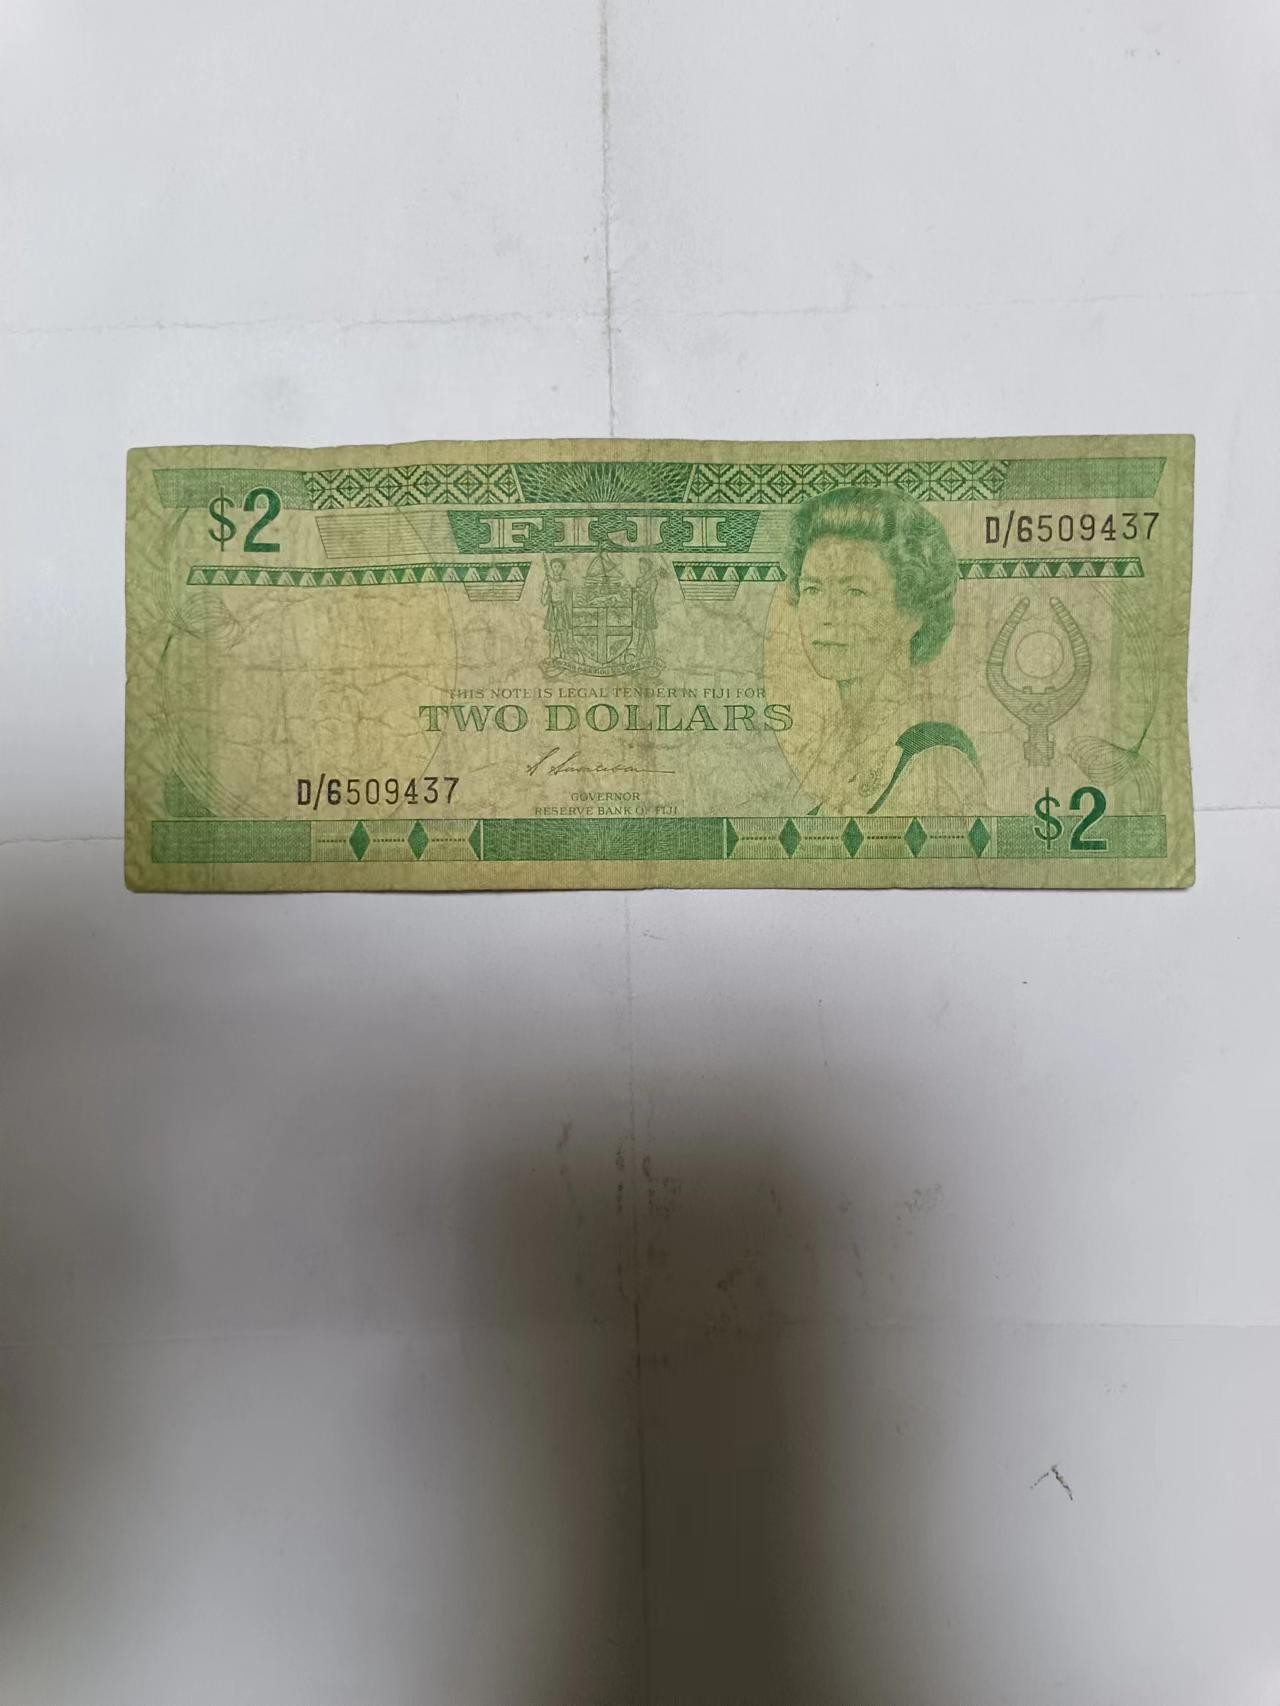 $2
FIJI
D/6509437
THIS NOTE IS LEGAL TENDER IN FIJI FOR
TWO DOLLARS
D/6509437
GOVERNOR
RESERVE BANK OF FIJI
$2